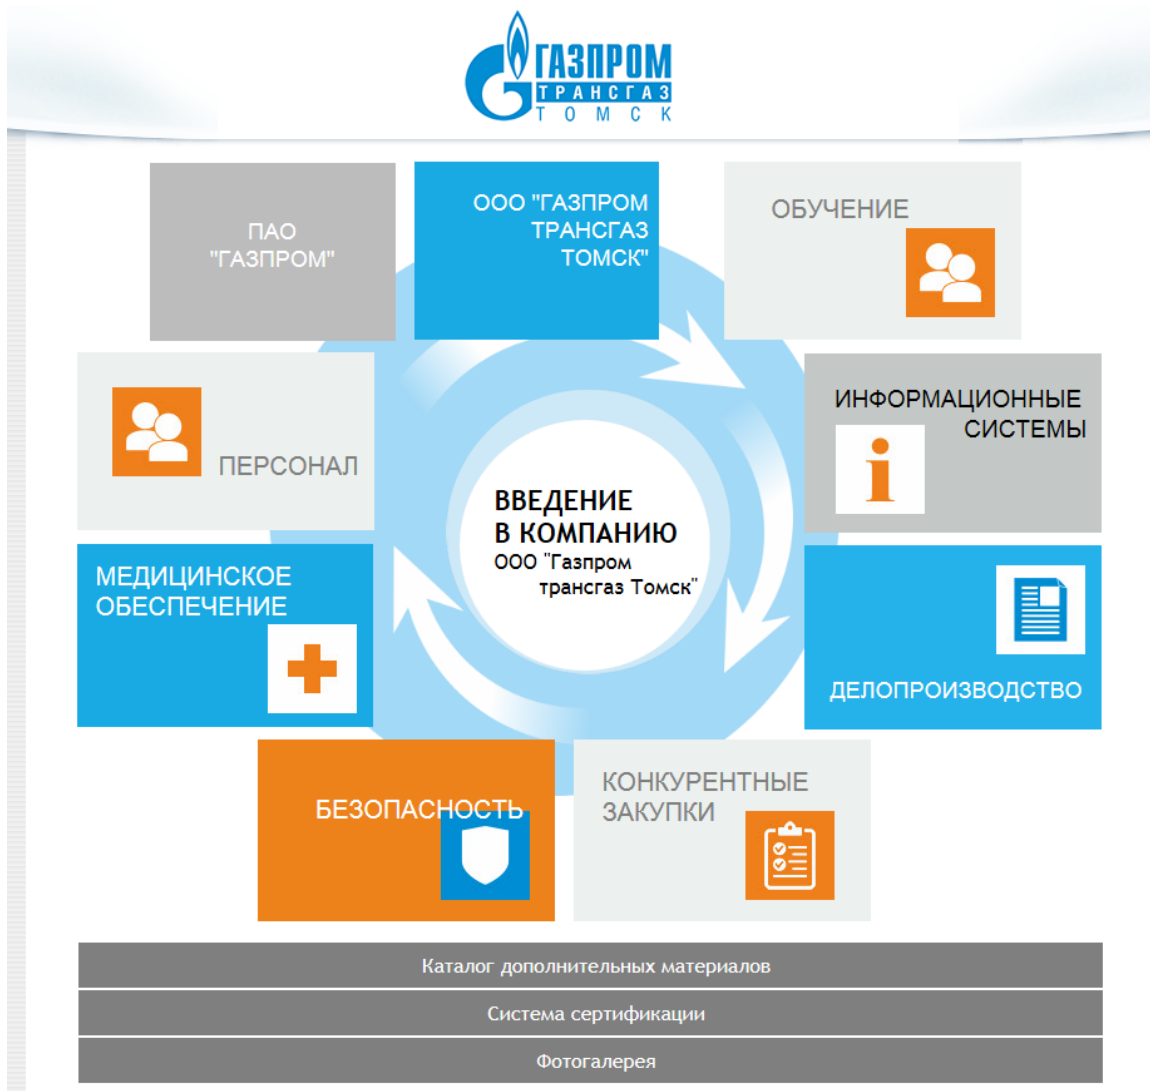 ГАЗПРОМ
ТРАНСГАЗ
ТОМСК
ПАО
"ГАЗПРОМ"
ООО "ГАЗПРОМ
ТРАНСГАЗ
ТОМСК"
ОБУЧЕНИЕ
ПЕРСОНАЛ
ИНФОРМАЦИОННЫЕ
СИСТЕМЫ
ВВЕДЕНИЕ
В КОМПАНИЮ
ООО "Газпром
трансгаз Томск"
МЕДИЦИНСКОЕ
ОБЕСПЕЧЕНИЕ
ДЕЛОПРОИЗВОДСТВО
БЕЗОПАСНОСТЬ
КОНКУРЕНТНЫЕ
ЗАКУПКИ
Каталог дополнительных материалов
Система сертификации
Фотогалерея